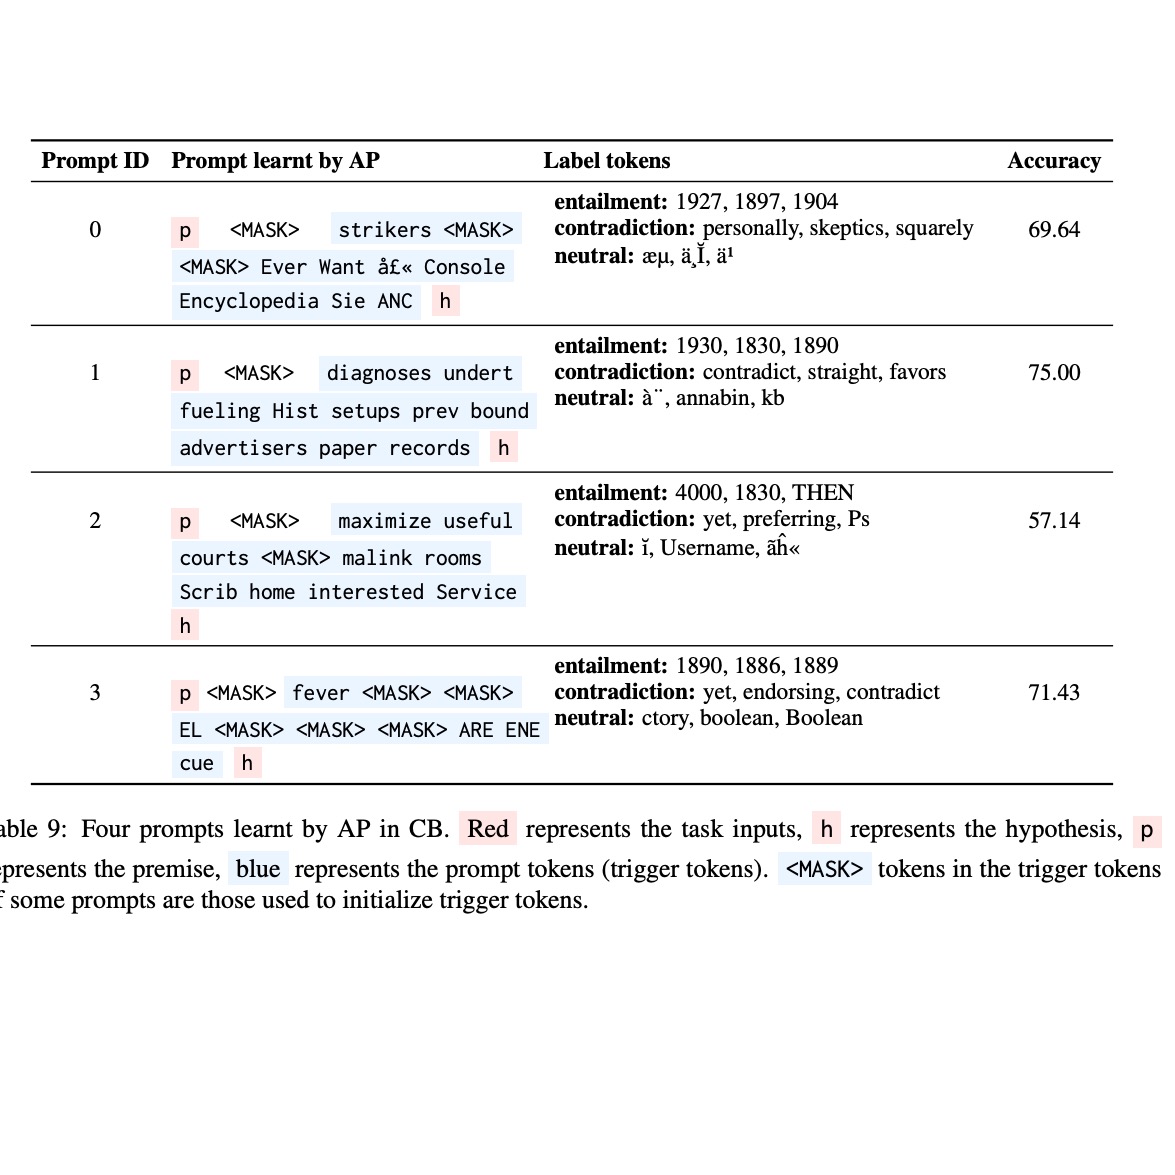 Prompt ID Prompt learnt by AP Label tokens Accuracy
entailment: 1927, 1897, 1904
0 p <MASK> strikers <MASK> contradiction: personally, skeptics, squarely 69.64
<MASK> Ever Want å£« Console neutral: æµ, ä¸Ĭ, ä¹
Encyclopedia Sie ANC h
entailment: 1930, 1830, 1890
1 p <MASK> diagnoses undert contradiction: contradict, straight, favors 75.00
fueling Hist setups prev bound neutral: à¨, annabin, kb
advertisers paper records h
entailment: 4000, 1830, THEN
2 p <MASK> maximize useful contradiction: yet, preferring, Ps 57.14
courts <MASK> malink rooms neutral: ĭ, Username, ãĥ«
Scrib home interested Service
h
entailment: 1890, 1886, 1889
3 p <MASK> fever <MASK> <MASK> contradiction: yet, endorsing, contradict 71.43
EL <MASK> <MASK> <MASK> ARE ENE neutral: ctory, boolean, Boolean
cue h
able 9: Four prompts learnt by AP in CB. Red represents the task inputs, h represents the hypothesis, p
presents the premise, blue represents the prompt tokens (trigger tokens). <MASK> tokens in the trigger tokens
f some prompts are those used to initialize trigger tokens.